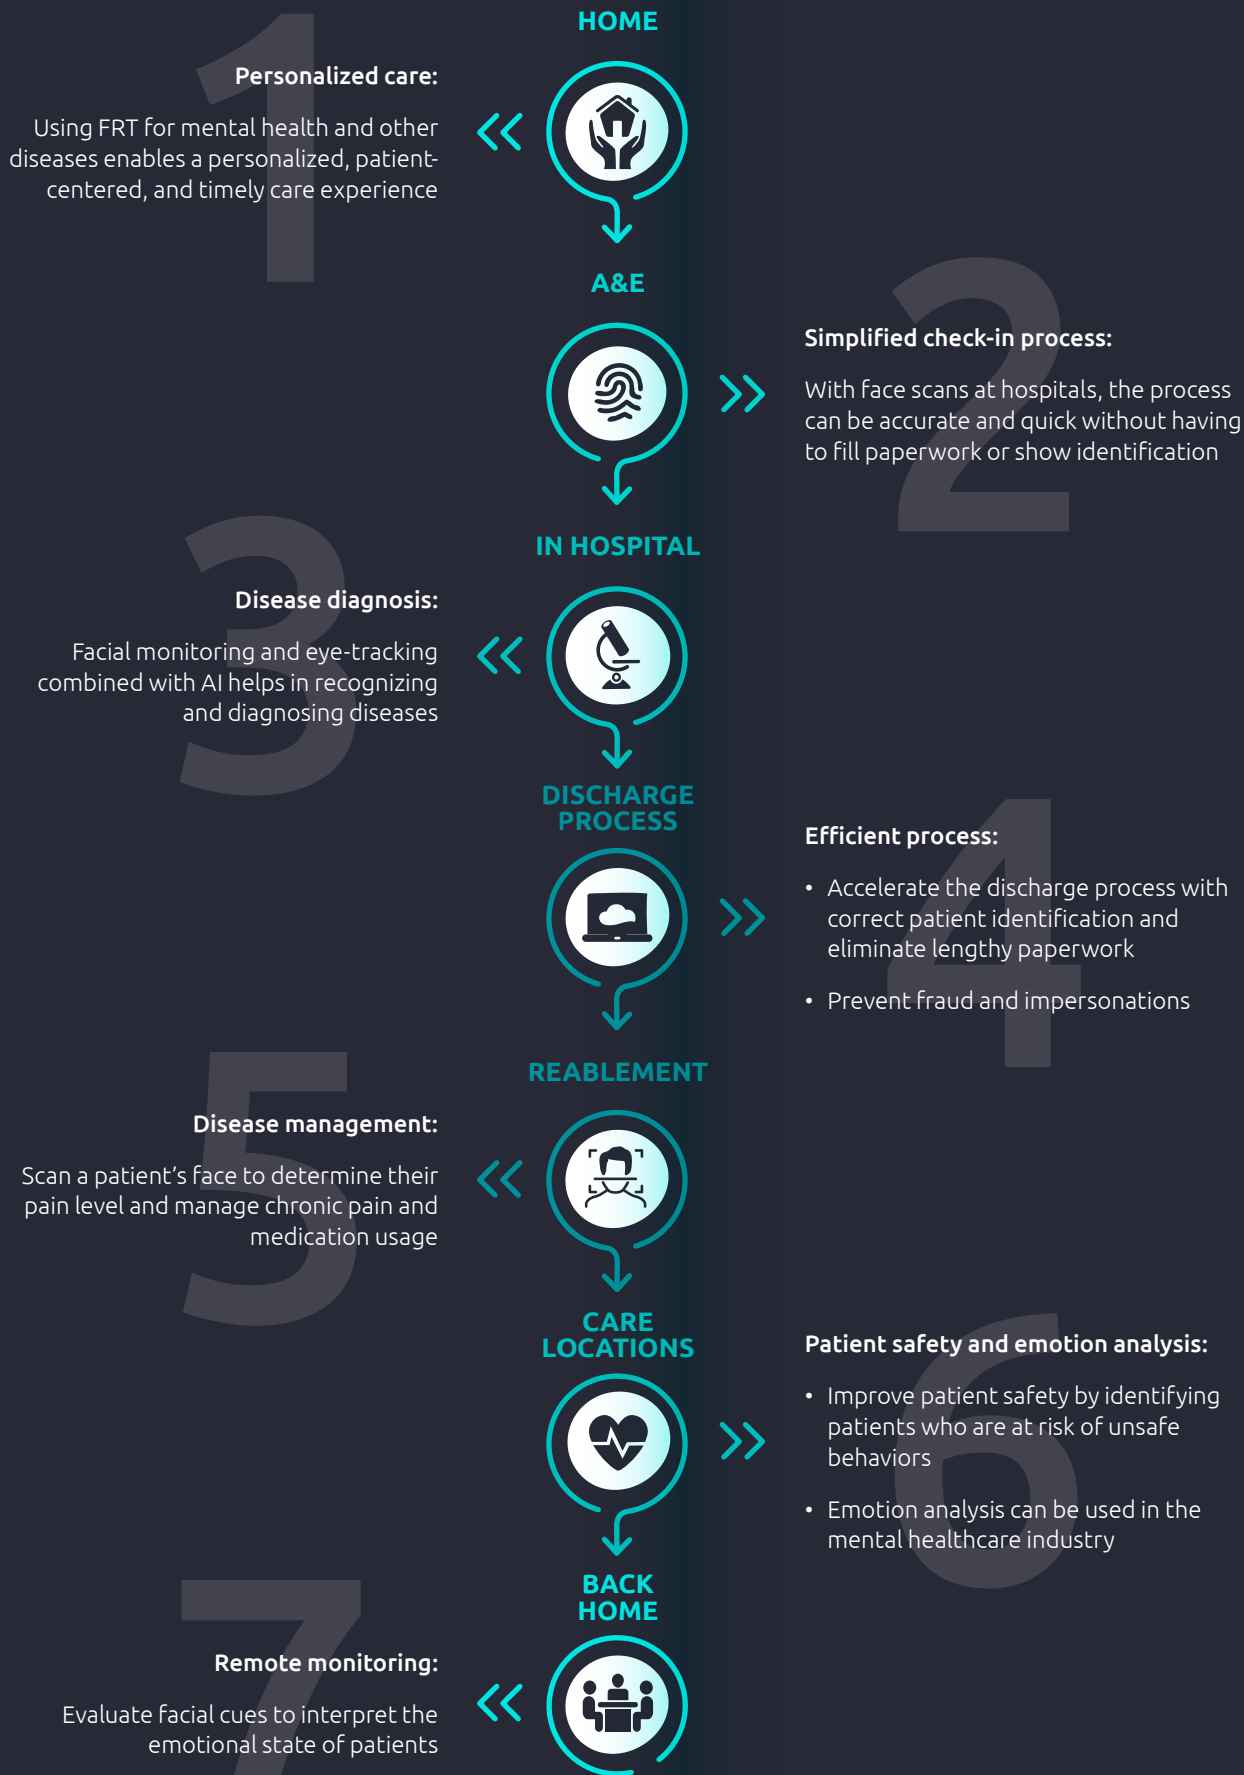 HOME
1
Personalized care:
Using FRT for mental health and other
diseases enables a personalized, patient-
centered, and timely care experience
A&E
2
Simplified check-in process:
With face scans at hospitals, the process
can be accurate and quick without having
to fill paperwork or show identification
IN HOSPITAL
3
Disease diagnosis:
Facial monitoring and eye-tracking
combined with AI helps in recognizing
and diagnosing diseases
DISCHARGE
PROCESS
4
Efficient process:
• Accelerate the discharge process with
correct patient identification and
eliminate lengthy paperwork
• Prevent fraud and impersonations
REABLEMENT
5
Disease management:
Scan a patient’s face to determine their
pain level and manage chronic pain and
medication usage
CARE
LOCATIONS
6
Patient safety and emotion analysis:
• Improve patient safety by identifying
patients who are at risk of unsafe
behaviors
• Emotion analysis can be used in the
mental healthcare industry
BACK
HOME
7
Remote monitoring:
Evaluate facial cues to interpret the
emotional state of patients